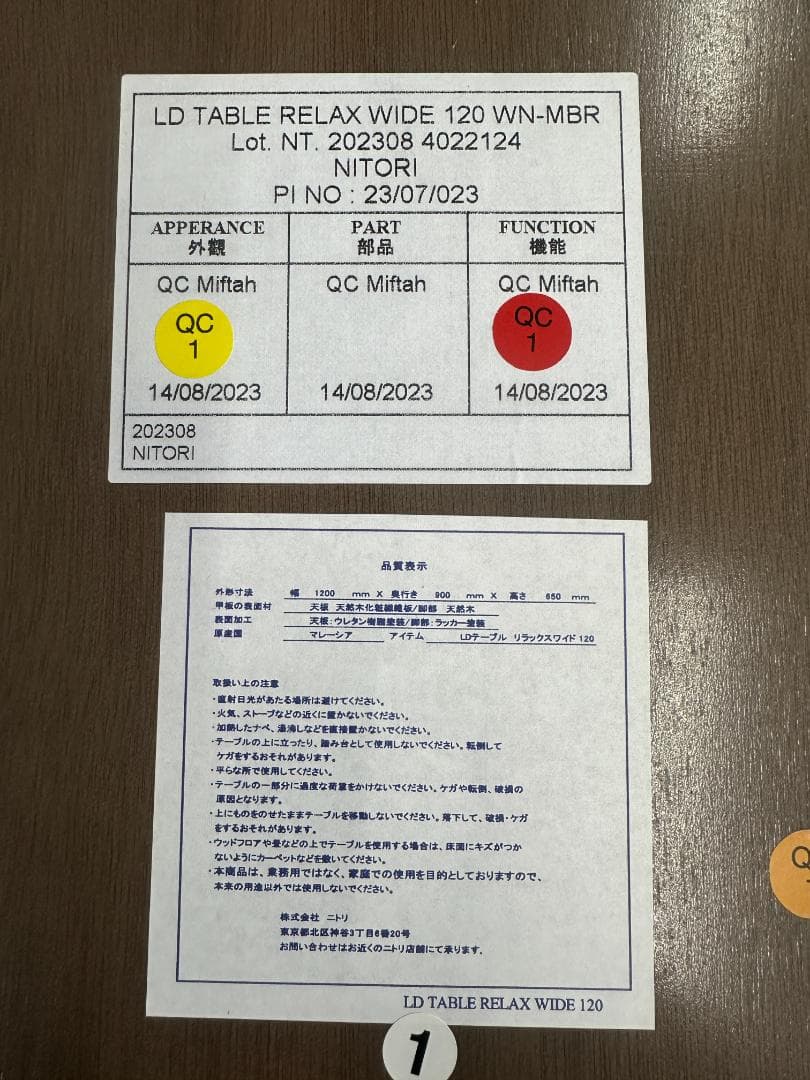 LD TABLE RELAX WIDE 120 WN-MBR
Lot. NT. 202308 4022124
NITORI
PI NO : 23/07/023
APPERANCE PART FUNCTION
外觀 部品 機能
QC Miftah QC Miftah QC Miftah
QC QC
1 1
14/08/2023 14/08/2023 14/08/2023
202308
NITORI
品質表示
外形寸法 幅 1200 mm X 奥行き 900 mm X 高さ 650 mm
甲板の表面材 天板 天然木化粧繊維板/脚部 天然木
表面加工 天板:ウレタン樹脂塗装/脚部:ラッカー塗装
原産国 マレーシア アイテム LDテーブル リラックスワイド 120
取扱い上の注意
・直射日光があたる場所は避けてください。
・火気、ストーブなどの近くに置かないでください。
・加熱したナベ、湯沸しなどを直接置かないでください。
・テーブルの上に立ったり、踏み台として使用しないでください。転倒して
ケガをするおそれがあります。
・平らな所で使用してください。
・テーブルの一部分に過度な荷重をかけないでください。ケガや転倒、破損の
原因となります。
・上にものをのせたままテーブルを移動しないでください。落下して、破損・ケガ
をするおそれがあります。
・ウッドフロアや畳などの上でテーブルを使用する場合は、床面にキズがつか
ないようにカーペットなどを敷いてください。
・本商品は、業務用ではなく、家庭での使用を目的としておりますので、
本来の用途以外では使用しないでください。
株式会社 ニトリ
東京都北区神谷3丁目6番20号
お問い合わせはお近くのニトリ店舗にて承ります。
LD TABLE RELAX WIDE 120
1